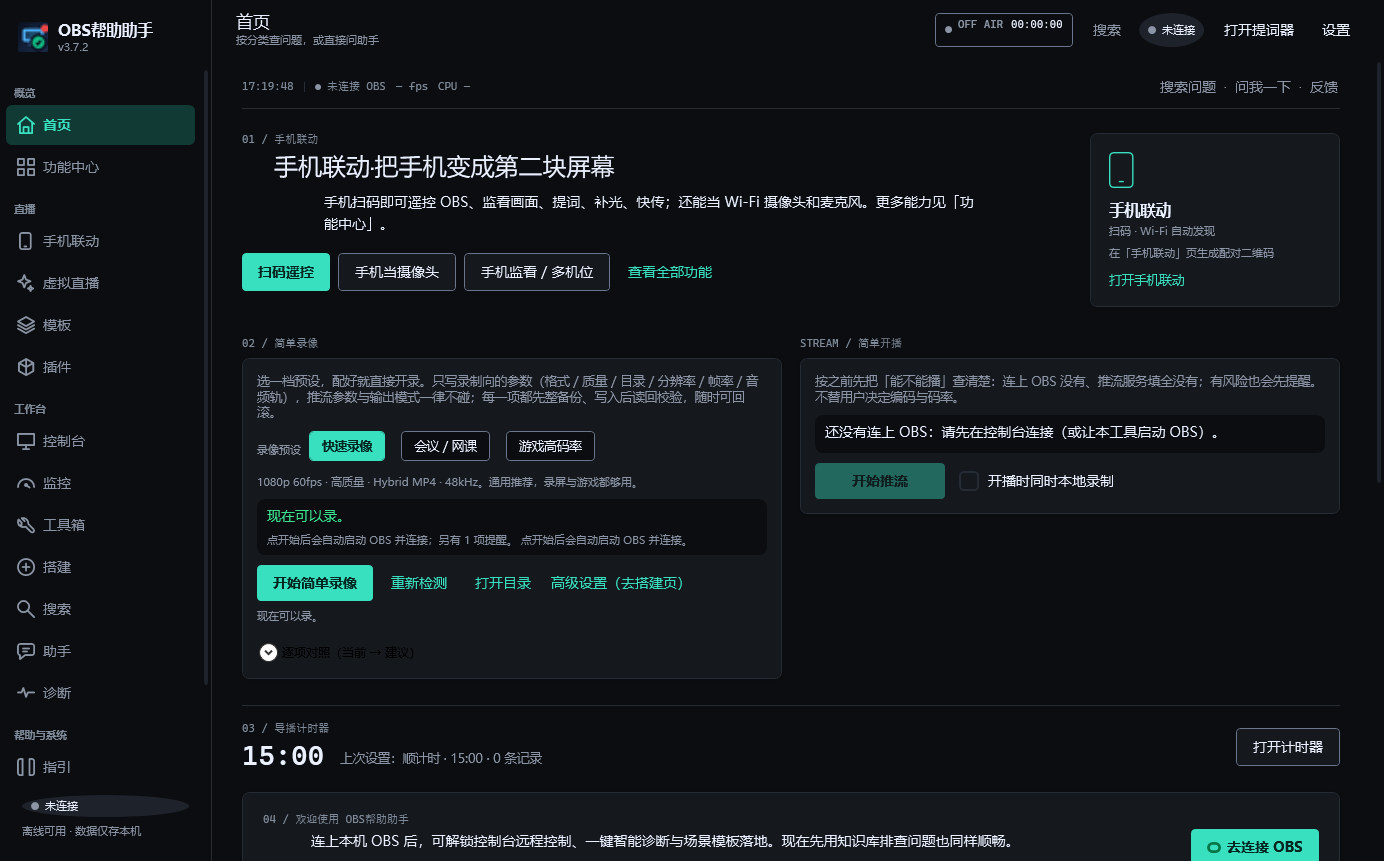 OBS帮助助手
v3.7.2
概览
首页
功能中心
直播
手机联动
虚拟直播
模板
插件
工作台
控制台
监控
工具箱
搭建
搜索
助手
诊断
帮助与系统
指引
未连接
离线可用 · 数据仅存本机
首页
按分类查问题，或直接问助手
OFF AIR 00:00:00
搜索
未连接
打开提词器
设置
17:19:48
未连接 OBS — fps CPU —
搜索问题 · 问我一下 · 反馈
01 / 手机联动
手机联动·把手机变成第二块屏幕
手机扫码即可遥控 OBS、监看画面、提词、补光、快传；还能当 Wi-Fi 摄像头和麦克风。更多能力见「功
能中心」。
扫码遥控
手机当摄像头
手机监看 / 多机位
查看全部功能
手机联动
扫码 · Wi-Fi 自动发现
在「手机联动」页生成配对二维码
打开手机联动
02 / 简单录像
选一档预设，配好就直接开录。只写录制向的参数（格式 / 质量 / 目录 / 分辨率 / 帧率 / 音
频轨），推流参数与输出模式一律不碰；每一项都先整备份、写入后读回校验，随时可回
滚。
录像预设
快速录像
会议 / 网课
游戏高码率
1080p 60fps · 高质量 · Hybrid MP4 · 48kHz。通用推荐，录屏与游戏都够用。
现在可以录。
点开始后会自动启动 OBS 并连接；另有 1 项提醒。 点开始后会自动启动 OBS 并连接。
开始简单录像
重新检测
打开目录
高级设置（去搭建页）
现在可以录。
逐项对照（当前 → 建议）
STREAM / 简单开播
按之前先把「能不能播」查清楚：连上 OBS 没有、推流服务填全没有；有风险也会先提醒。
不替用户决定编码与码率。
还没有连上 OBS：请先在控制台连接（或让本工具启动 OBS）。
开始推流
开播时同时本地录制
03 / 导播计时器
15:00
上次设置：顺计时 · 15:00 · 0 条记录
打开计时器
04 / 欢迎使用 OBS帮助助手
连上本机 OBS 后，可解锁控制台远程控制、一键智能诊断与场景模板落地。现在先用知识库排查问题也同样顺畅。
去连接 OBS